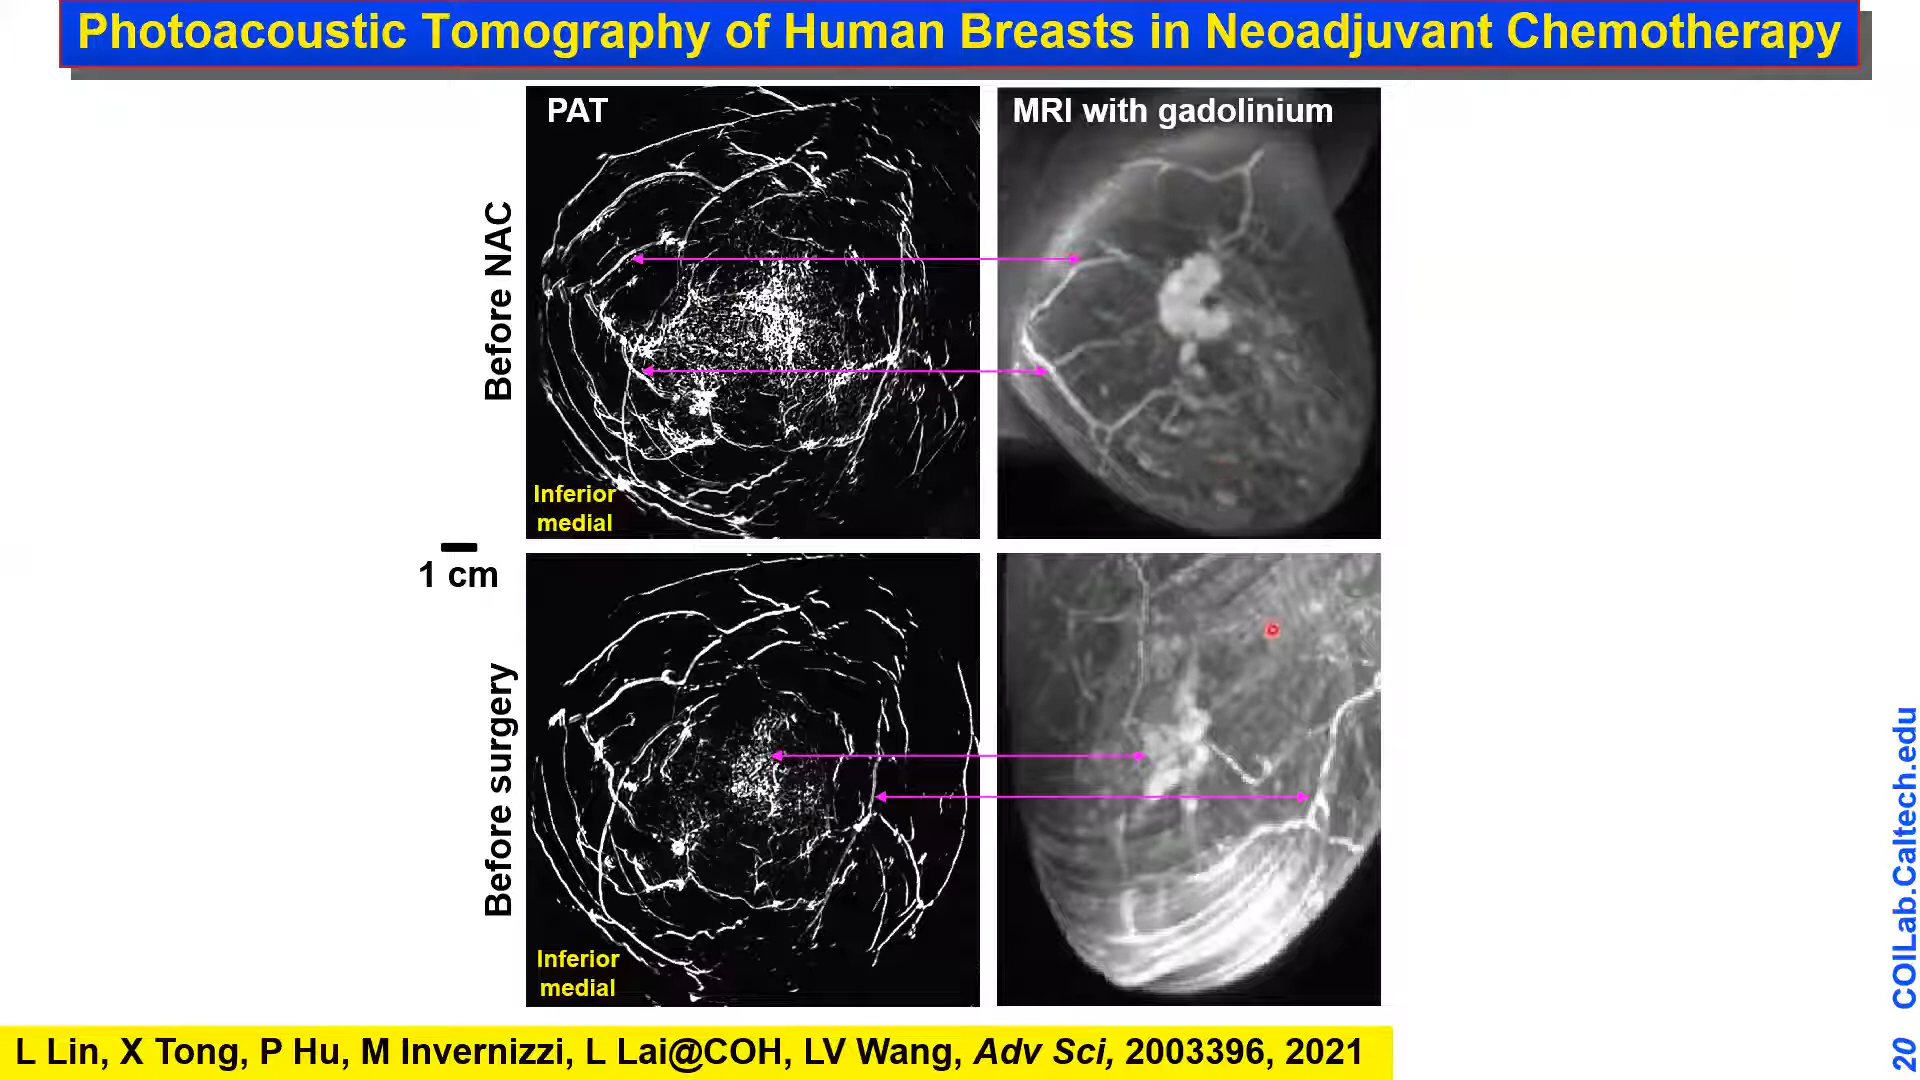 Photoacoustic Tomography of Human Breasts in Neoadjuvant Chemotherapy
PAT
MRI with gadolinium
Before NAC
Inferior
medial
1 cm
Before surgery
Inferior
medial
L Lin, X Tong, P Hu, M Invernizzi, L Lai@COH, LV Wang, Adv Sci, 2003396, 2021
20 COILab.Caltech.edu